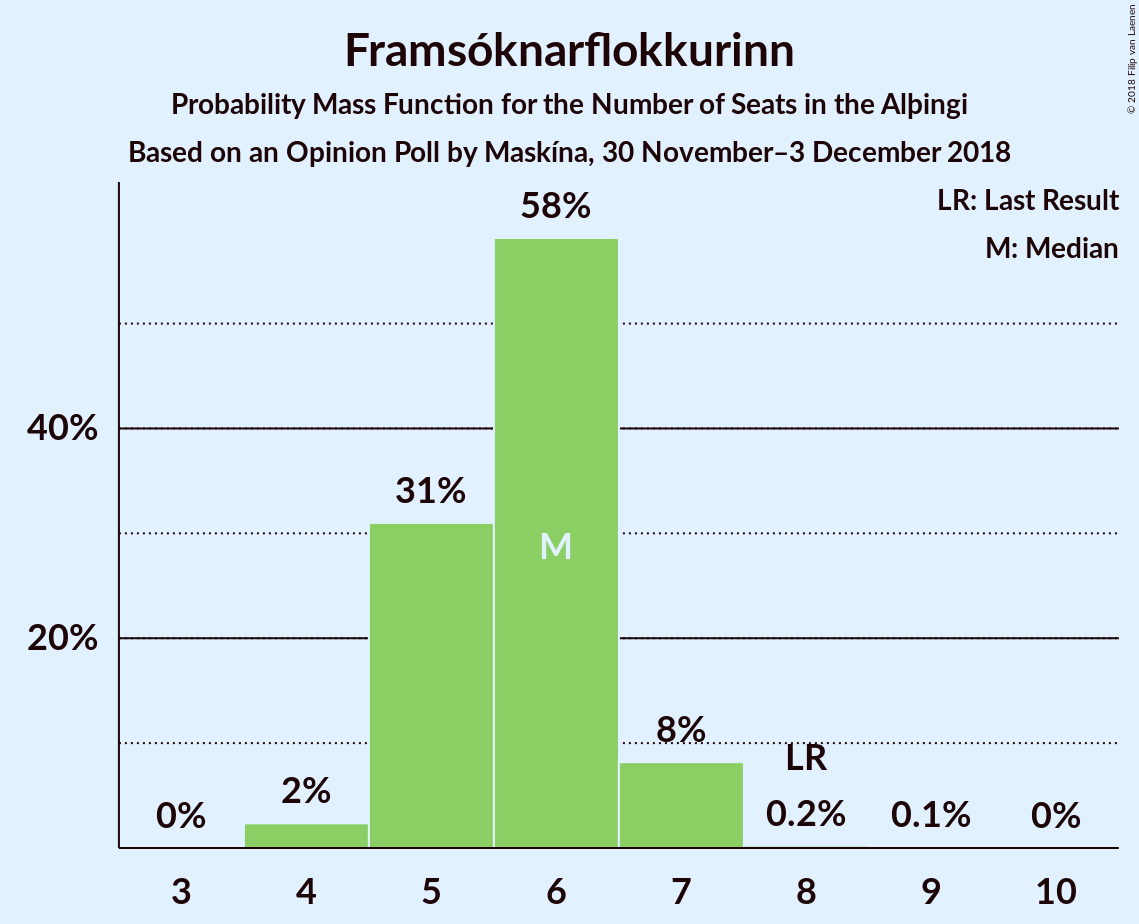 Framsóknarflokkurinn
Probability Mass Function for the Number of Seats in the Alþingi
Based on an Opinion Poll by Maskína, 30 November–3 December 2018
© 2018 Filip van Laenen
LR: Last Result
M: Median
58%
40%
31%
M
20%
8%
LR
2%
0%
0.2%
0.1%
0%
3 4 5 6 7 8 9 10